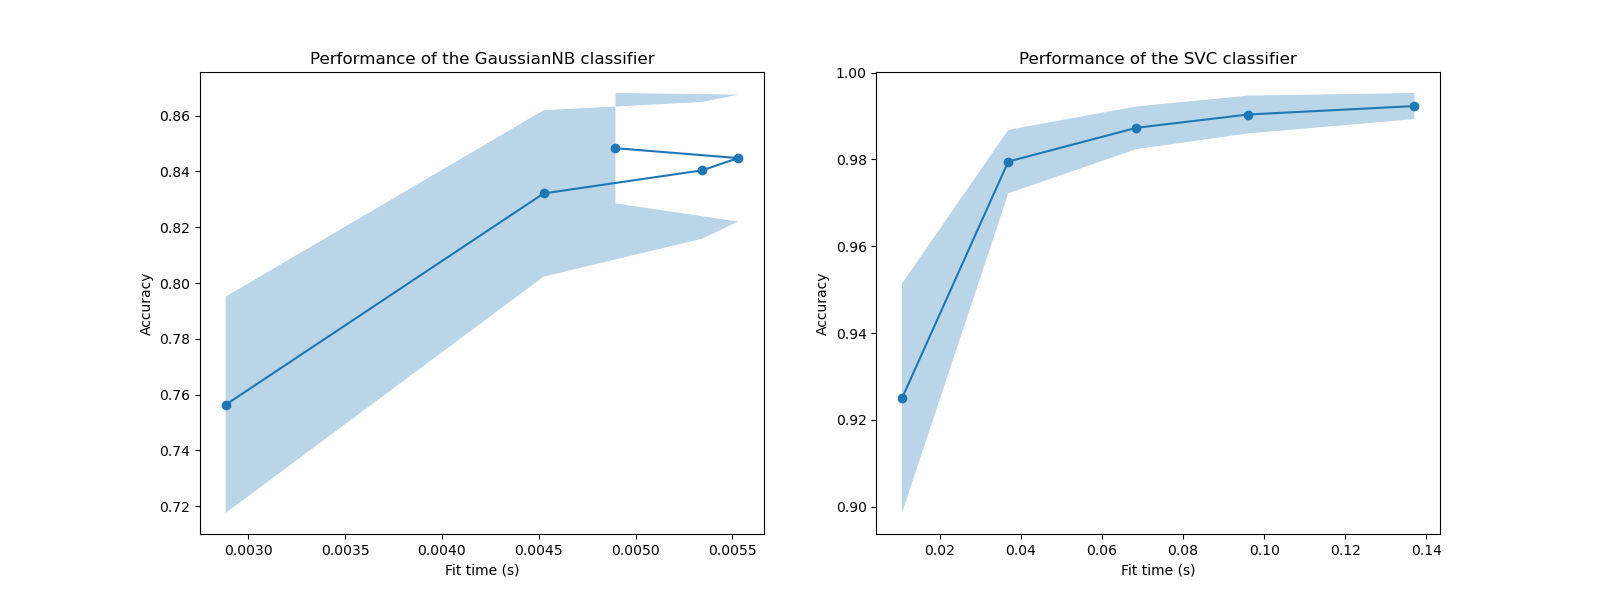 Performance of the GaussianNB classifier
Accuracy
0.86
0.84
0.82
0.80
0.78
0.76
0.74
0.72
0.0030 0.0035 0.0040 0.0045 0.0050 0.0055
Fit time (s)
Performance of the SVC classifier
Accuracy
1.00
0.98
0.96
0.94
0.92
0.90
0.02 0.04 0.06 0.08 0.10 0.12 0.14
Fit time (s)